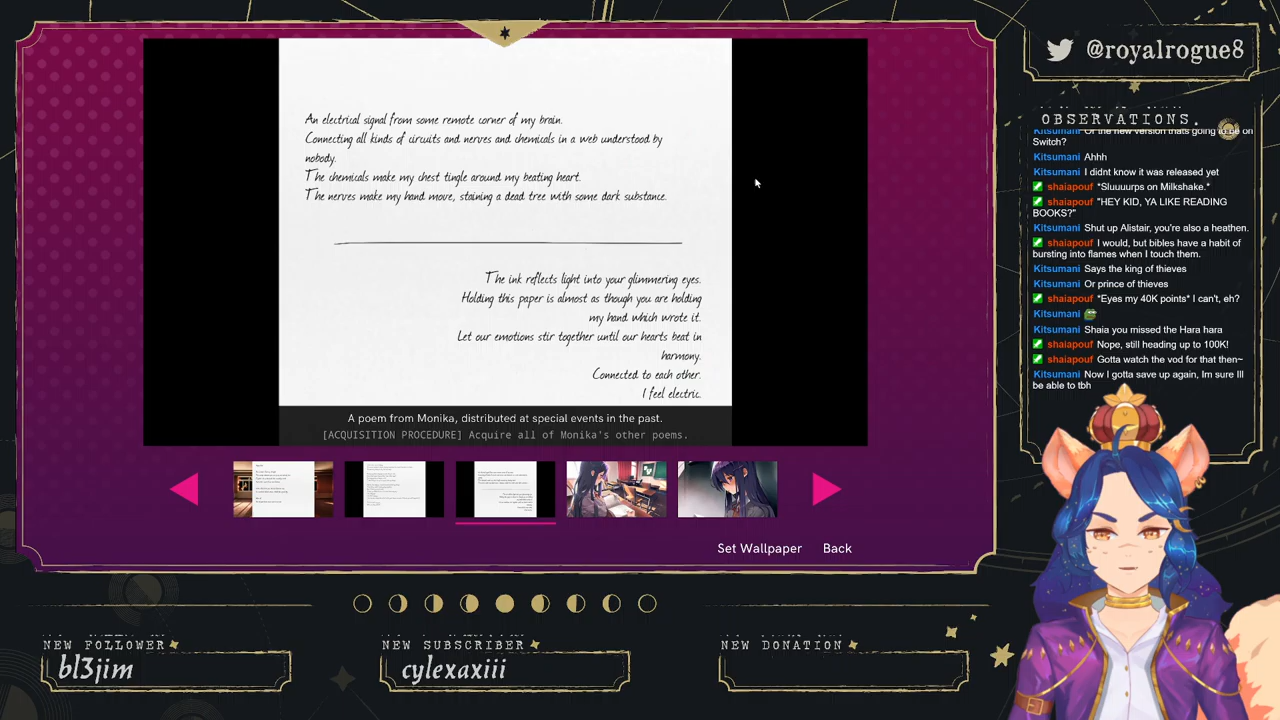 @royalrogue8
OBSERVATIONS.
Kitsumani Of the new version thats going to be on
Switch?
Kitsumani Ahhh
Kitsumani I didnt know it was released yet
shaiapouf *Sluuuurps on Milkshake.*
shaiapouf "HEY KID, YA LIKE READING
BOOKS?"
Kitsumani Shut up Alistair, you're also a heathen.
shaiapouf I would, but bibles have a habit of
bursting into flames when I touch them.
Kitsumani Says the king of thieves
Kitsumani Or prince of thieves
shaiapouf *Eyes my 40K points* I can't, eh?
Kitsumani
Kitsumani Shaia you missed the Hara hara
shaiapouf Nope, still heading up to 100K!
shaiapouf Gotta watch the vod for that then~
Kitsumani Now I gotta save up again, Im sure Ill
be able to tbh
An electrical signal from some remote corner of my brain.
Connecting all kinds of circuits and nerves and chemicals in a web understood by
nobody.
The chemicals make my chest tingle around my beating heart.
The nerves make my hand move, staining a dead tree with some dark substance.
The ink reflects light into your glimmering eyes.
Holding this paper is almost as though you are holding
my hand which wrote it.
Let our emotions stir together until our hearts beat in
harmony.
Connected to each other.
I feel electric.
A poem from Monika, distributed at special events in the past.
[ACQUISITION PROCEDURE] Acquire all of Monika's other poems.
Set Wallpaper Back
NEW FOLLOWER
bl3jim
NEW SUBSCRIBER
cylexaxiii
NEW DONATION